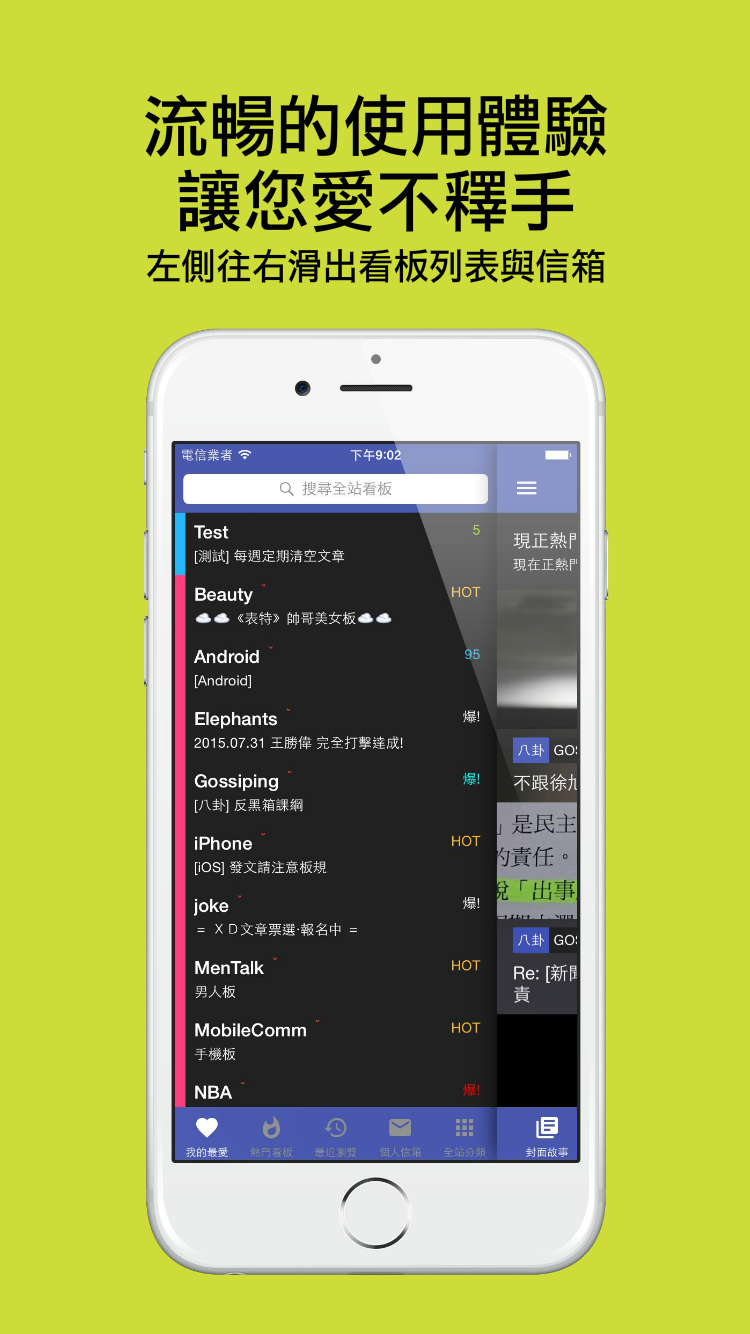 流暢的使用體驗
讓您愛不釋手
左側往右滑出看板列表與信箱
電信業者 下午9:02
搜尋全站看板
Test 5
[測試] 每週定期清空文章
Beauty HOT
☁☁《表特》帥哥美女板☁☁
Android 95
[Android]
Elephants 爆!
2015.07.31 王勝偉 完全打擊達成!
Gossiping 爆!
[八卦] 反黑箱課綱
iPhone HOT
[iOS] 發文請注意板規
joke 爆!
＝ ＸＤ文章票選‧報名中 ＝
MenTalk HOT
男人板
MobileComm HOT
手機板
NBA 爆!
我的最愛 熱門看板 最近瀏覽 個人信箱 全站分類
現正熱門
現在正熱門
八卦 GOS
不跟徐旭
」是民主
的責任。
說「出事
八卦 GOS
Re: [新聞
責
封面故事